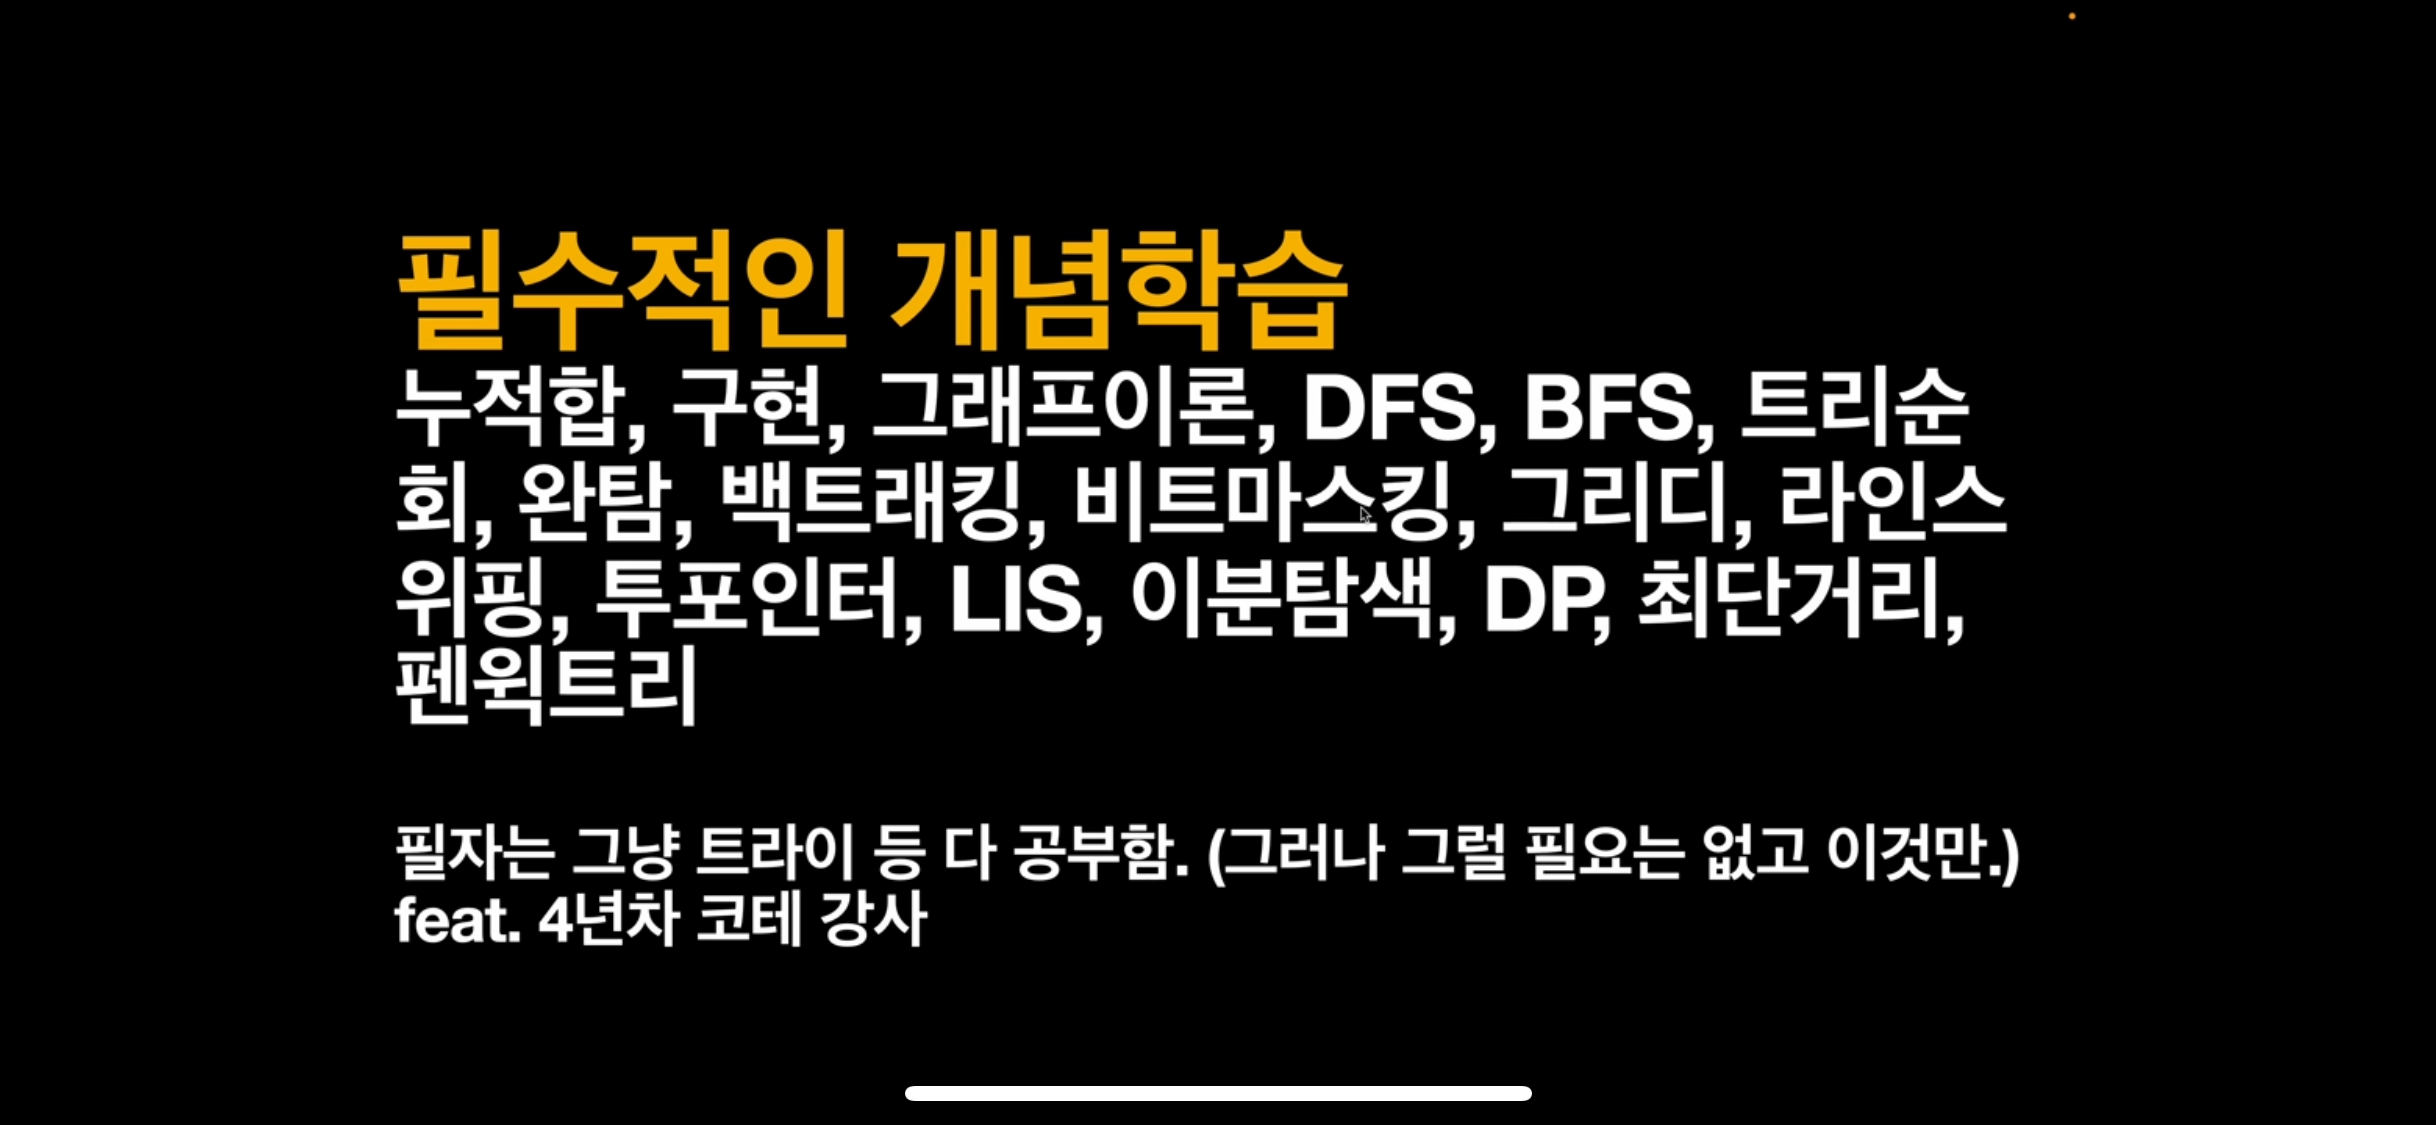 필수적인 개념학습
누적합, 구현, 그래프이론, DFS, BFS, 트리순
회, 완탐, 백트래킹, 비트마스킹, 그리디, 라인스
위핑, 투포인터, LIS, 이분탐색, DP, 최단거리,
펜윅트리
필자는 그냥 트라이 등 다 공부함. (그러나 그럴 필요는 없고 이것만.)
feat. 4년차 코테 강사